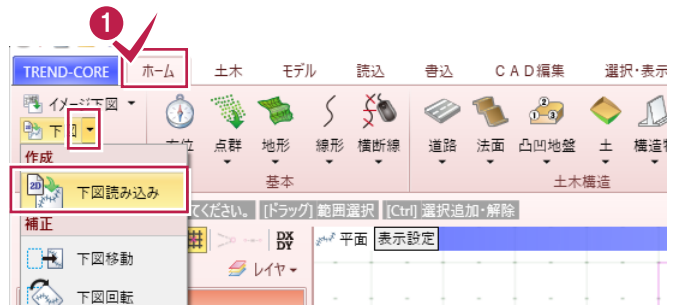 1
TREND-CORE ホーム 土木 モデル 読込 書込 CAD編集 選択・表示
イメージ下図
下図
方位 点群 地形 線形 横断線 道路 法面 凸凹地盤 土 構造
作成
基本 土木構造
下図読み込み
てください。 [ドラッグ] 範囲選択 [Ctrl] 選択追加・解除
補正
DX
DY
平面 表示設定
下図移動
レイヤ
下図回転